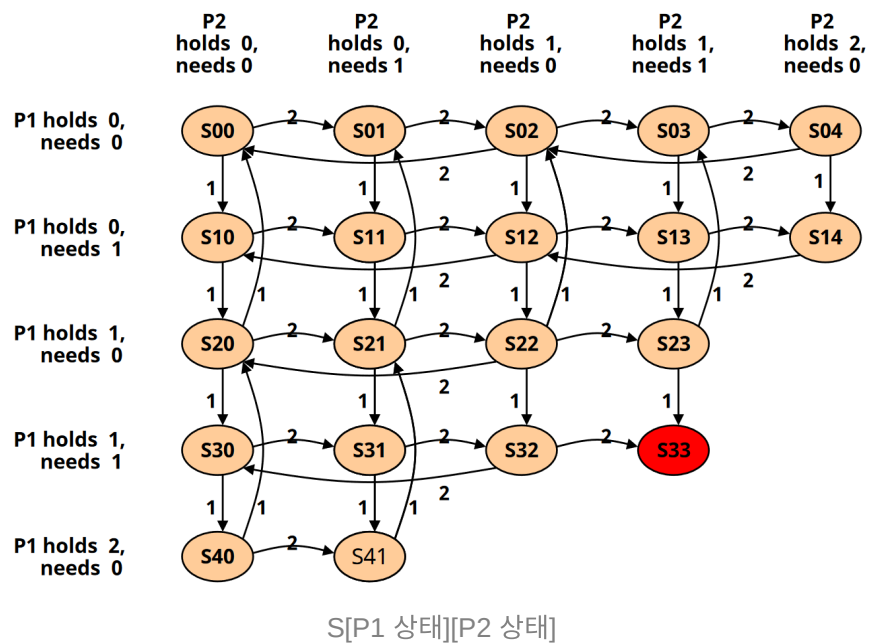 P2
holds 0,
needs 0
P2
holds 0,
needs 1
P2
holds 1,
needs 0
P2
holds 1,
needs 1
P2
holds 2,
needs 0
P1 holds 0,
needs 0
S00 2 S01 2 S02 2 S03 2 S04
2 2
1 1 1 1 1
P1 holds 0,
needs 1
S10 2 S11 2 S12 2 S13 2 S14
2 2
1 1 1 1 1 1 1 1
P1 holds 1,
needs 0
S20 2 S21 2 S22 2 S23
2
1 1 1 1
P1 holds 1,
needs 1
S30 2 S31 2 S32 2 S33
2
1 1 1 1
P1 holds 2,
needs 0
S40 2 S41
S[P1 상태][P2 상태]